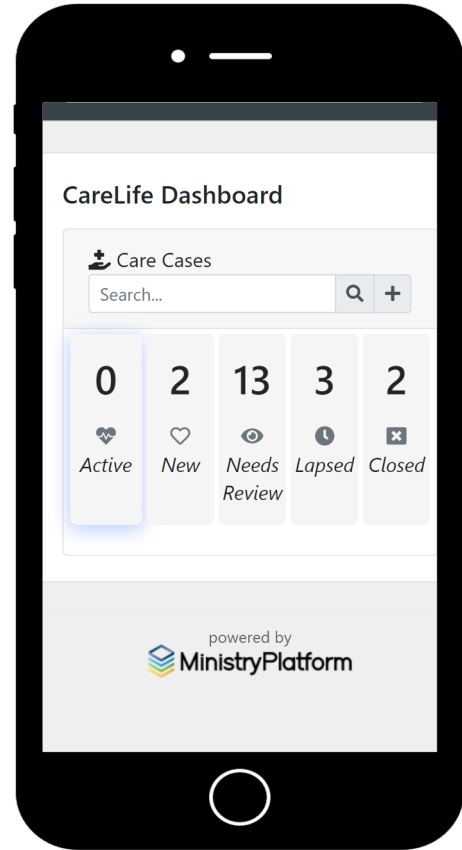 CareLife Dashboard
Care Cases
Search...
0 2 13 3 2
Active New Needs Review Lapsed Closed
powered by
MinistryPlatform